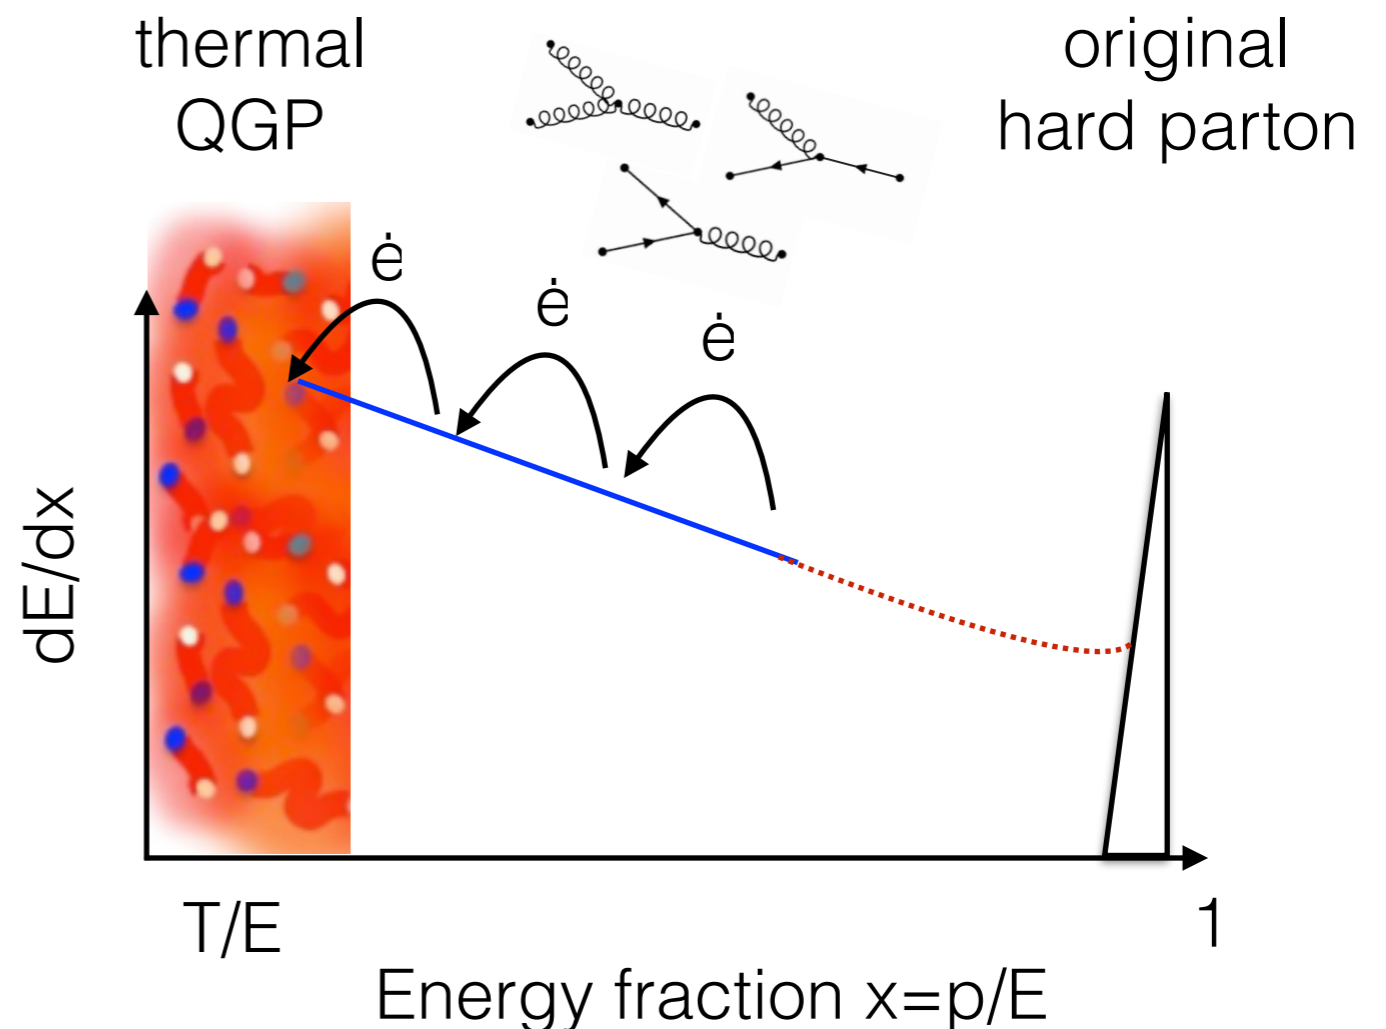 thermal
QGP
original
hard parton
ė
ė
ė
dE/dx
T/E
1
Energy fraction x=p/E